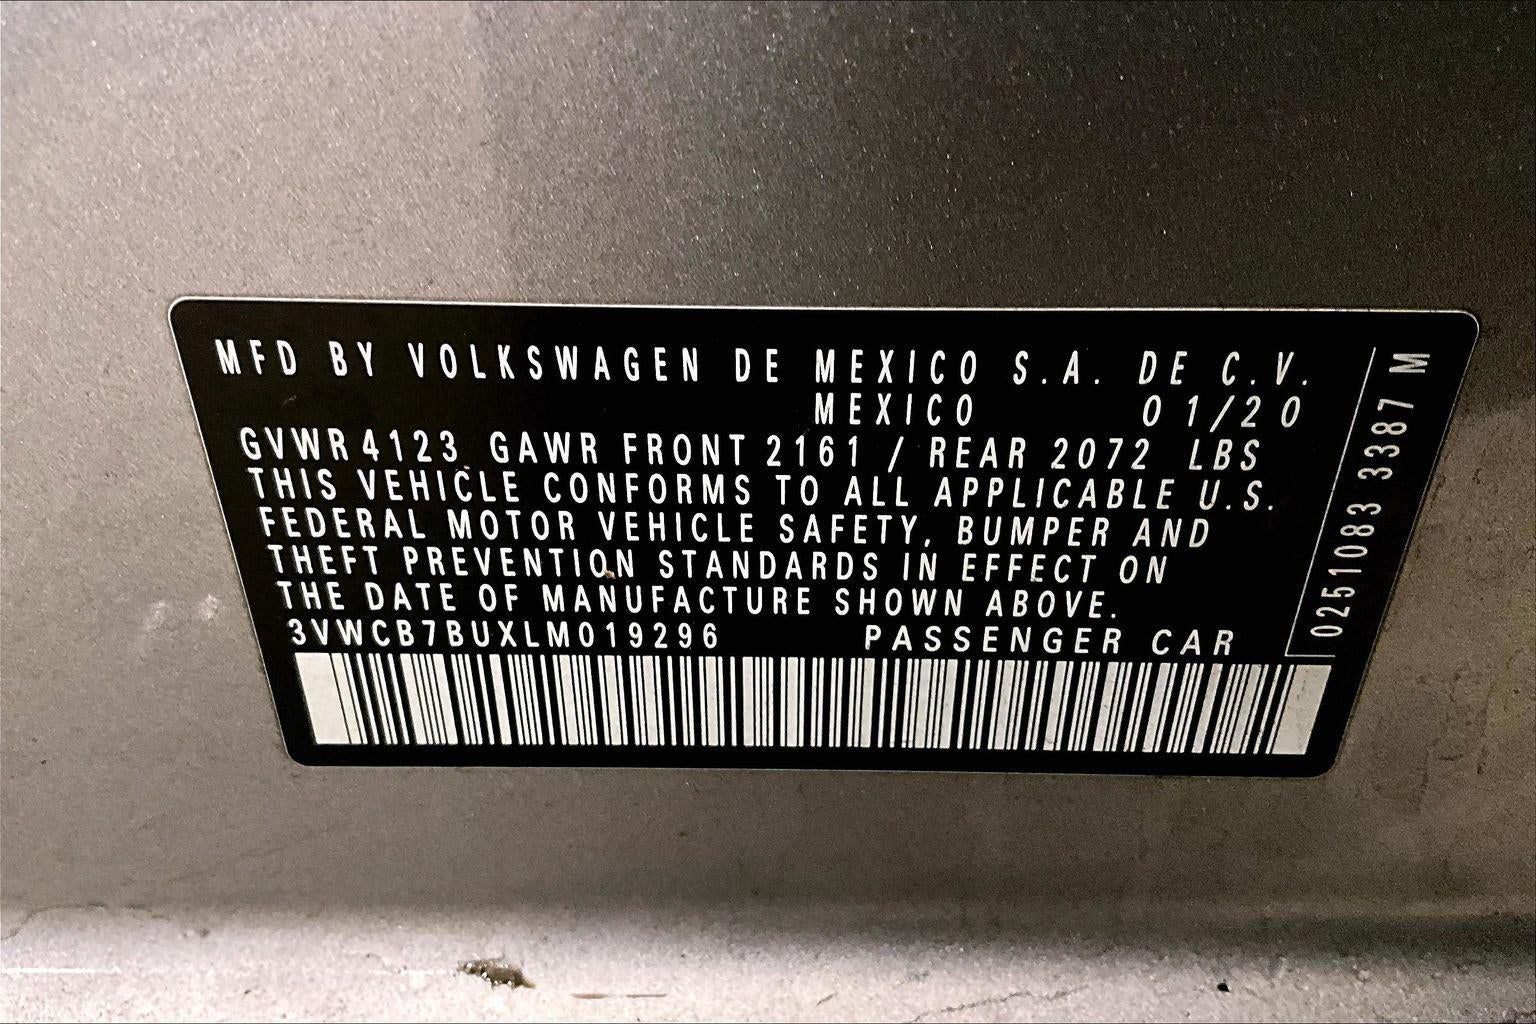 MFD BY VOLKSWAGEN DE MEXICO S.A. DE C.V.
MEXICO 01/20
GVWR 4123 GAWR FRONT 2161 / REAR 2072 LBS
THIS VEHICLE CONFORMS TO ALL APPLICABLE U.S.
FEDERAL MOTOR VEHICLE SAFETY, BUMPER AND
THEFT PREVENTION STANDARDS IN EFFECT ON
THE DATE OF MANUFACTURE SHOWN ABOVE.
3VWCB7BUXLM019296 PASSENGER CAR
0251083 3387 M